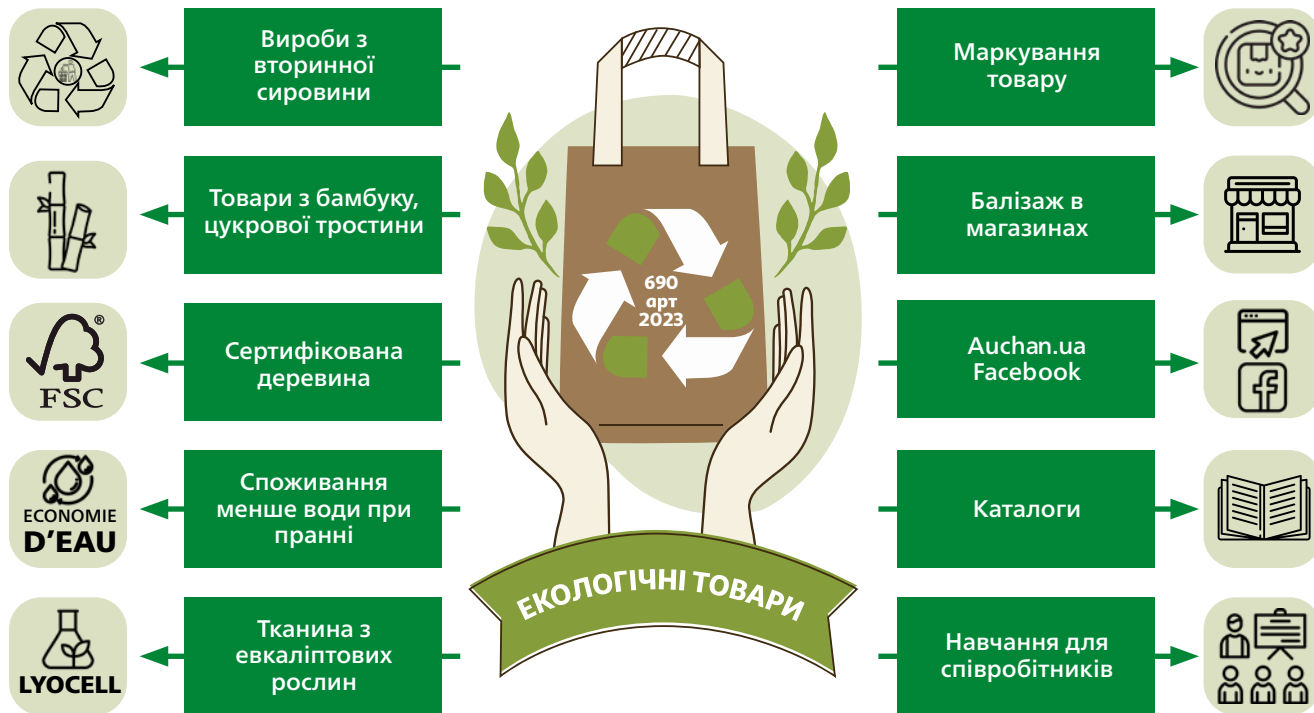 Вироби з
вторинної
сировини
Товари з бамбуку,
цукрової тростини
FSC
®
Сертифікована
деревина
ECONOMIE
D’EAU
Споживання
менше води при
пранні
LYOCELL
Тканина з
евкаліптових
рослин
690
арт
2023
ЕКОЛОГІЧНІ ТОВАРИ
Маркування
товару
Балізаж в
магазинах
Auchan.ua
Facebook
Каталоги
Навчання для
співробітників